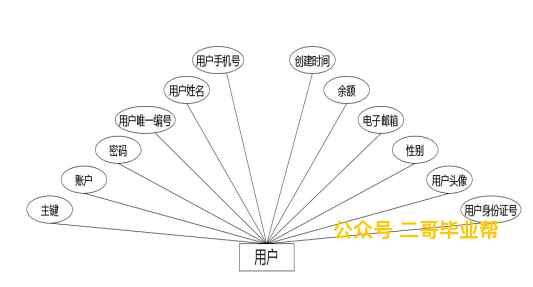 用户手机号
创建时间
用户姓名
余额
用户唯一编号
电子邮箱
密码
性别
账户
用户头像
主键
用户身份证号
公众号 二哥毕业帮
用户